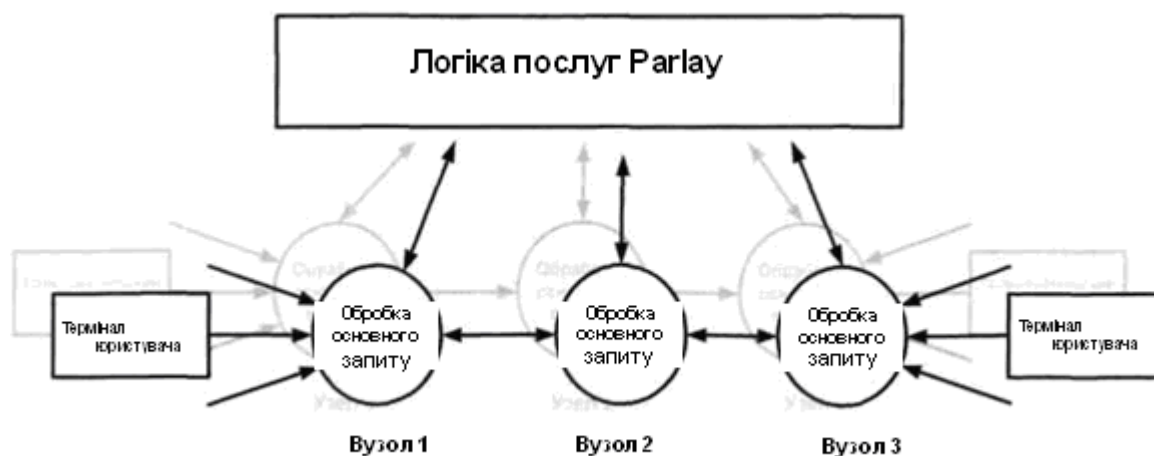 Логіка послуг Parlay
Обробка
основного
запиту
Обробка
основного
запиту
Обробка
основного
запиту
Термінал
користувача
Термінал
користувача
Вузол 1
Вузол 2
Вузол 3